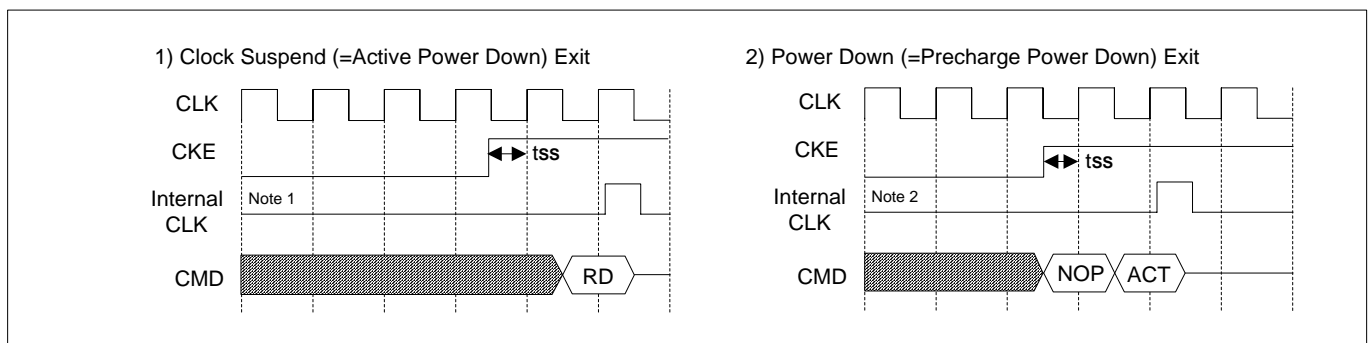 1) Clock Suspend (=Active Power Down) Exit
CLK
CKE
tss
Internal
CLK
Note 1
CMD
RD
2) Power Down (=Precharge Power Down) Exit
CLK
CKE
tss
Internal
CLK
Note 2
CMD
NOP
ACT